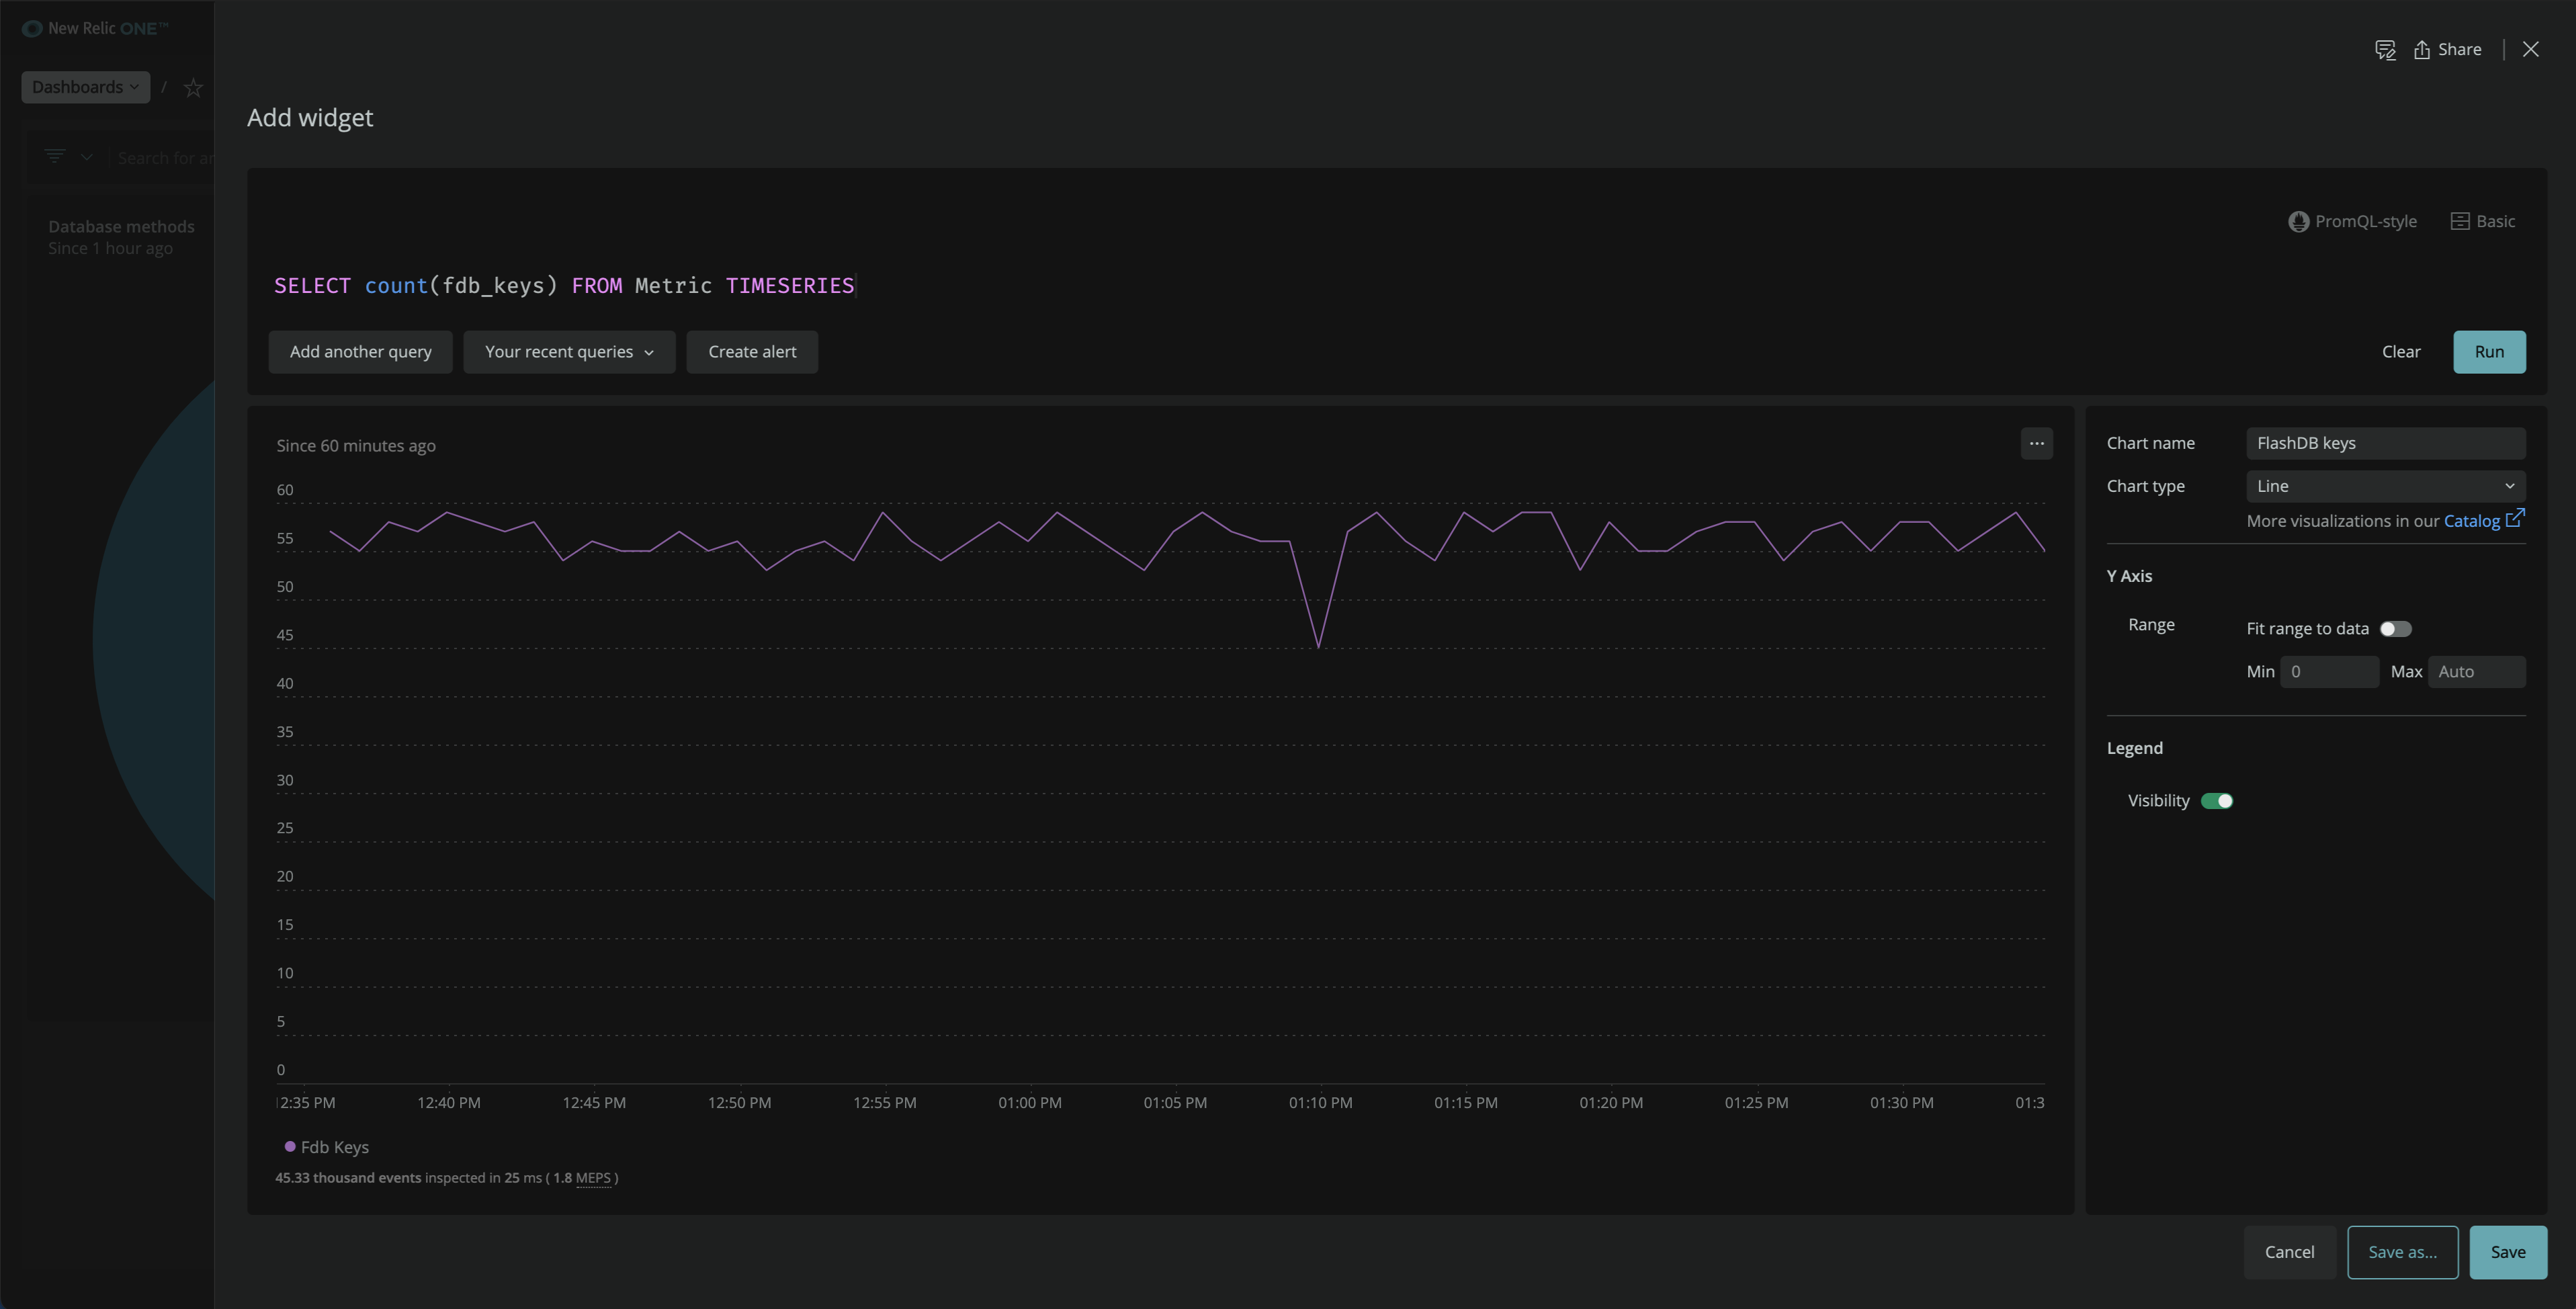 New Relic ONE™
Share
Dashboards /
Add widget
Search for ar
Database methods
Since 1 hour ago
PromQL-style Basic
SELECT count(fdb_keys) FROM Metric TIMESERIES
Add another query Your recent queries Create alert Clear Run
Since 60 minutes ago ...
60
55
50
45
40
35
30
25
20
15
10
5
0
12:35 PM 12:40 PM 12:45 PM 12:50 PM 12:55 PM 01:00 PM 01:05 PM 01:10 PM 01:15 PM 01:20 PM 01:25 PM 01:30 PM 01:3
Fdb Keys
45.33 thousand events inspected in 25 ms ( 1.8 MEPS )
Chart name FlashDB keys
Chart type Line
More visualizations in our Catalog
Y Axis
Range Fit range to data
Min 0 Max Auto
Legend
Visibility
Cancel Save as... Save